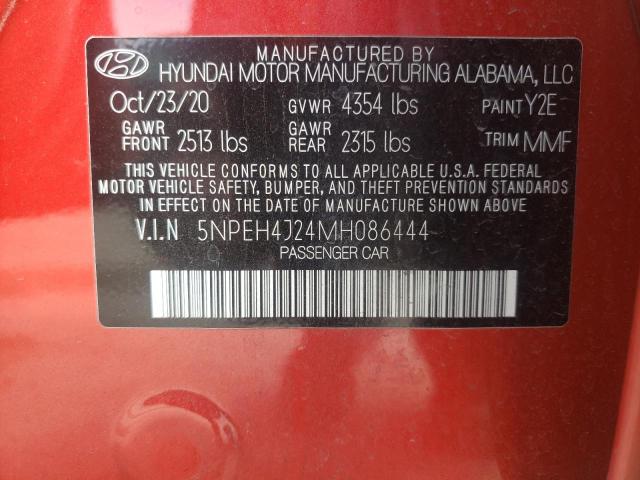 MANUFACTURED BY
HYUNDAI MOTOR MANUFACTURING ALABAMA, LLC
Oct/23/20 GVWR 4354 lbs PAINT Y2E
GAWR FRONT 2513 lbs GAWR REAR 2315 lbs TRIM MMF
THIS VEHICLE CONFORMS TO ALL APPLICABLE U.S.A. FEDERAL
MOTOR VEHICLE SAFETY, BUMPER, AND THEFT PREVENTION STANDARDS
IN EFFECT ON THE DATE OF MANUFACTURE SHOWN ABOVE
V.I.N 5NPEH4J24MH086444
PASSENGER CAR